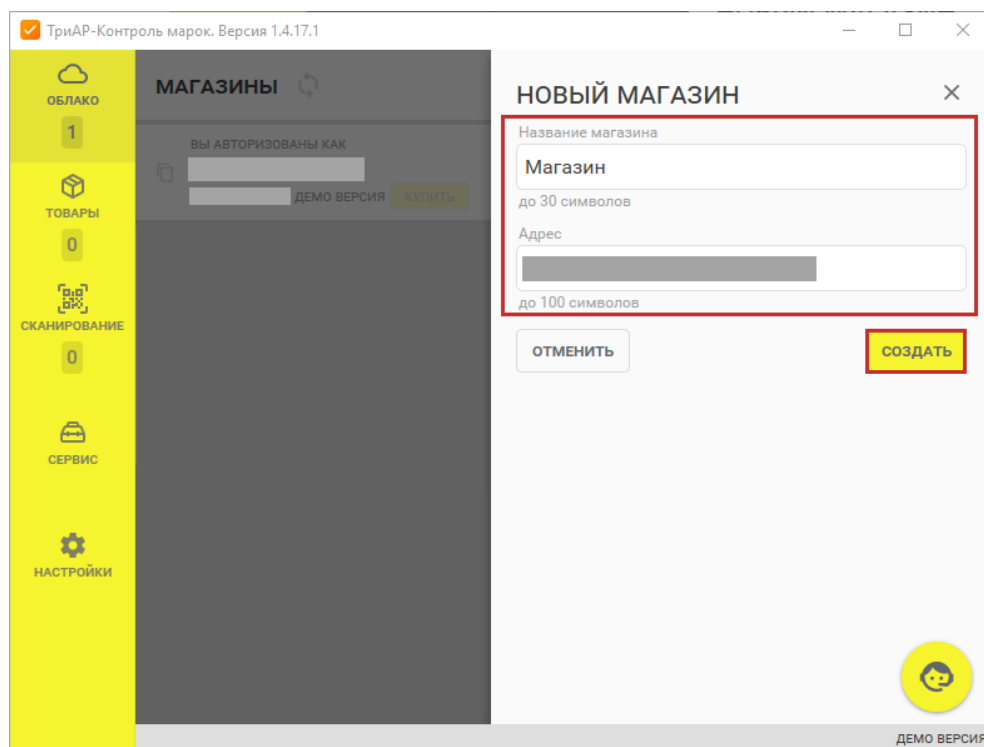 ТриАР-Контроль марок. Версия 1.4.17.1
ОБЛАКО
1
ТОВАРЫ
0
СКАНИРОВАНИЕ
0
СЕРВИС
НАСТРОЙКИ
МАГАЗИНЫ
ВЫ АВТОРИЗОВАНЫ КАК
ДЕМО ВЕРСИЯ КУПИТЬ
НОВЫЙ МАГАЗИН
Название магазина
Магазин
до 30 символов
Адрес
до 100 символов
ОТМЕНИТЬ СОЗДАТЬ
ДЕМО ВЕРСИЯ